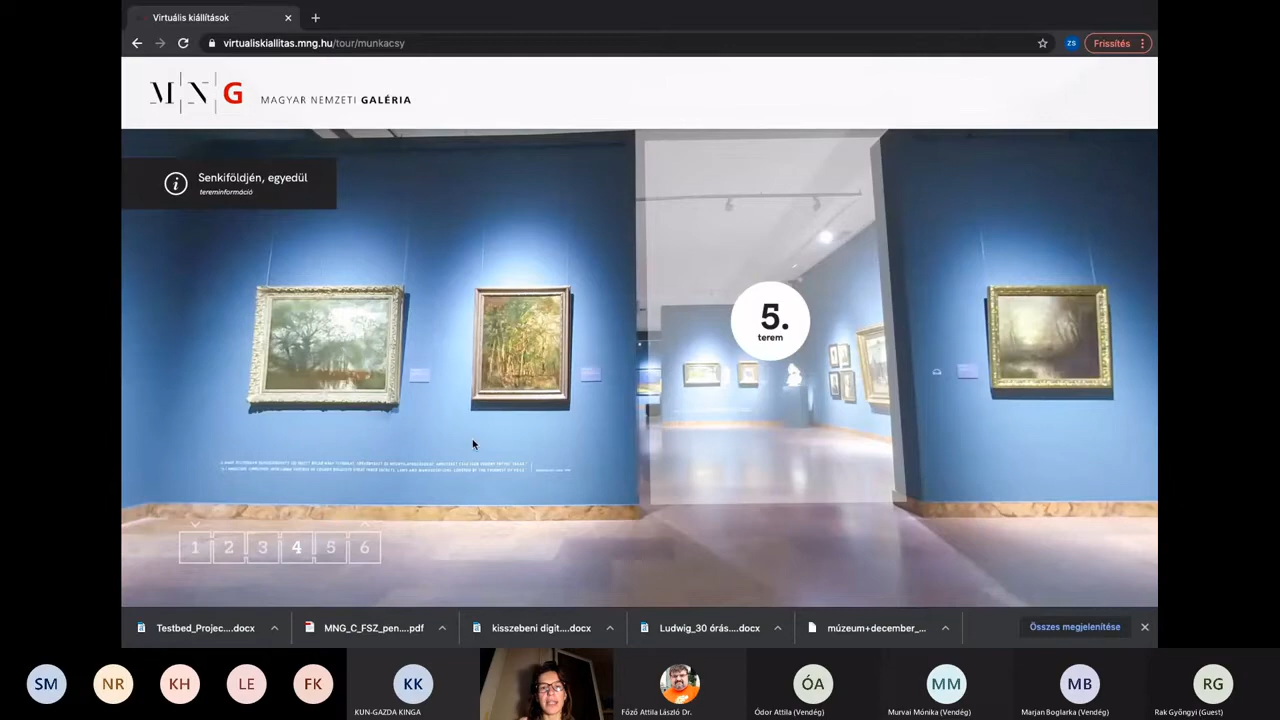 Virtuális kiállítások
virtualiskiallitas.mng.hu/tour/munkacsy
ZS
Frissítés
MNG
MAGYAR NEMZETI GALÉRIA
Senkiföldjén, egyedül
tereminformáció
5.
terem
1 2 3 4 5 6
Testbed_Projec....docx
MNG_C_FSZ_pen....pdf
kisszebeni digit....docx
Ludwig_30 órás....docx
múzeum+december_...
Összes megjelenítése
SM
NR
KH
LE
FK
KK
ÓA
MM
MB
RG
KUN-GAZDA KINGA
Főző Attila László Dr.
Ódor Attila (Vendég)
Murvai Mónika (Vendég)
Marjan Boglarka (Vendég)
Rak Gyöngyi (Guest)